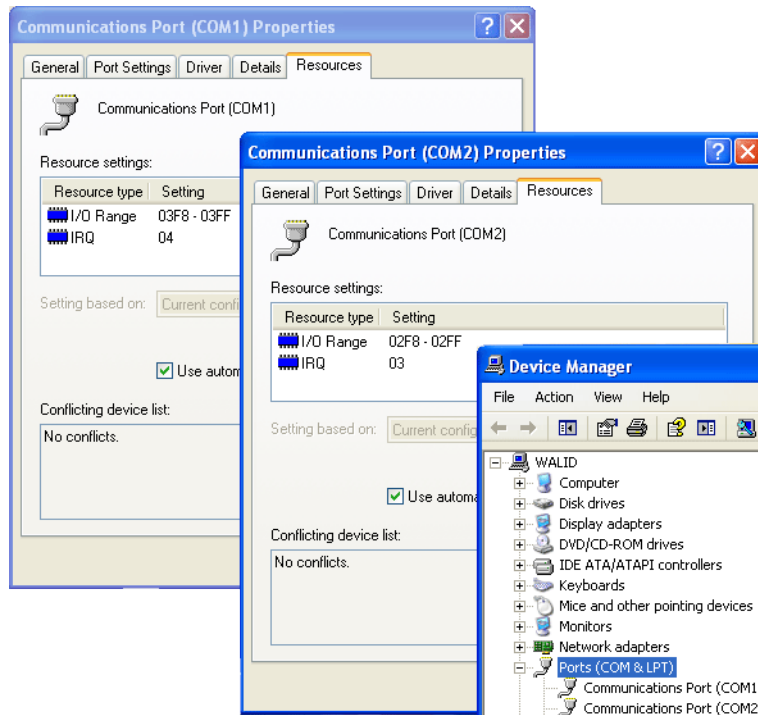 Communications Port (COM1) Properties
General Port Settings Driver Details Resources
Communications Port (COM1)
Resource settings:
Resource type Setting
I/O Range 03F8 - 03FF
IRQ 04
Setting based on: Current confi
Use autom
Conflicting device list:
No conflicts.
Communications Port (COM2) Properties
General Port Settings Driver Details Resources
Communications Port (COM2)
Resource settings:
Resource type Setting
I/O Range 02F8 - 02FF
IRQ 03
Setting based on: Current config
Use automa
Conflicting device list:
No conflicts.
Device Manager
File Action View Help
WALID
Computer
Disk drives
Display adapters
DVD/CD-ROM drives
IDE ATA/ATAPI controllers
Keyboards
Mice and other pointing devices
Monitors
Network adapters
Ports (COM & LPT)
Communications Port (COM1
Communications Port (COM2